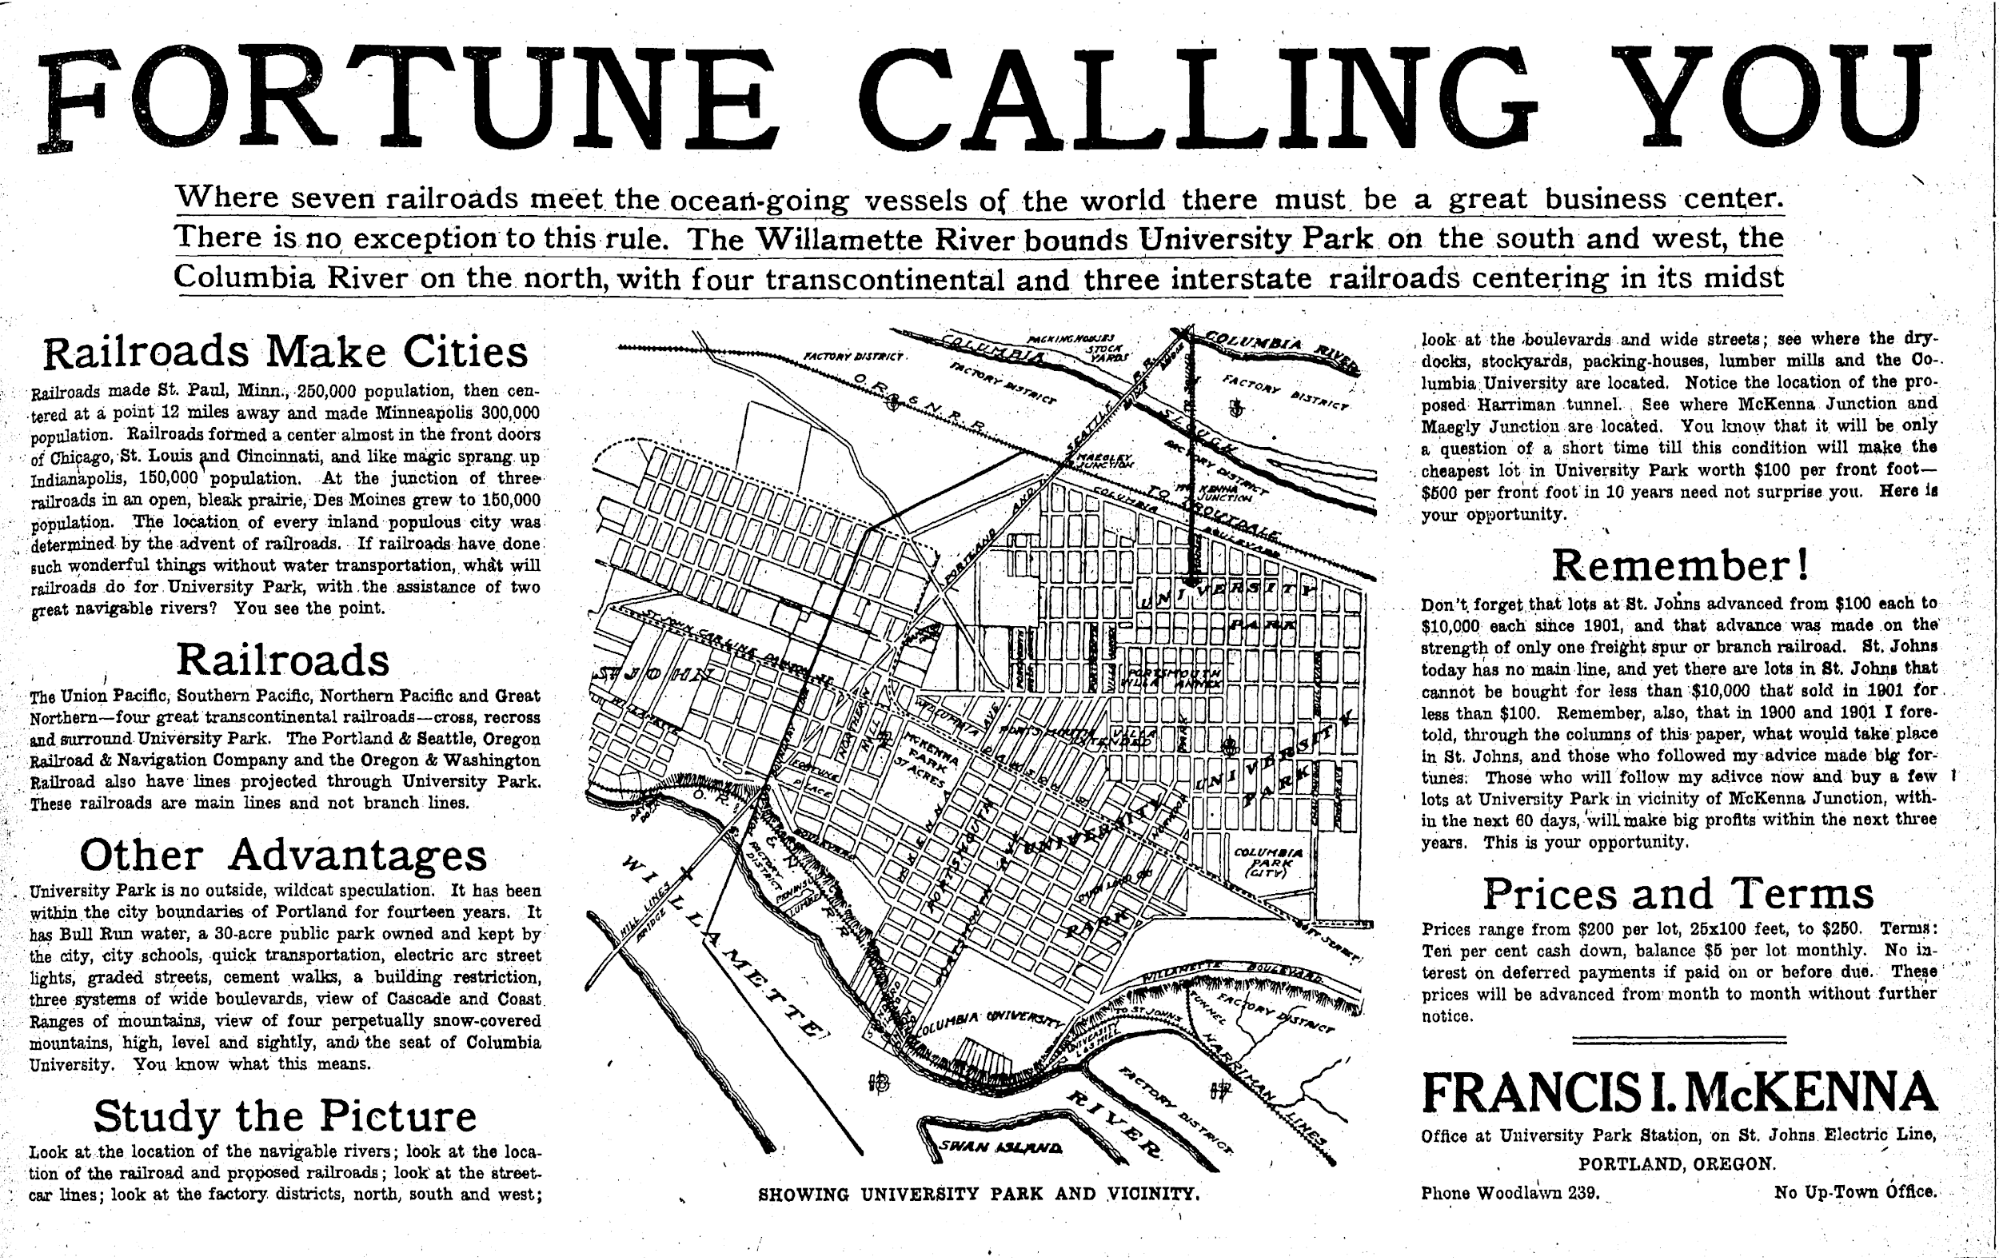 FORTUNE CALLING YOU
Where seven railroads meet the ocean-going vessels of the world there must be a great business center.
There is no exception to this rule. The Willamette River bounds University Park on the south and west, the
Columbia River on the north, with four transcontinental and three interstate railroads centering in its midst
Railroads Make Cities
Railroads made St. Paul, Minn., 250,000 population, then cen-
tered at a point 12 miles away and made Minneapolis 300,000
population. Railroads formed a center almost in the front doors
of Chicago, St. Louis and Cincinnati, and like magic sprang up
Indianapolis, 150,000 population. At the junction of three
railroads in an open, bleak prairie, Des Moines grew to 150,000
population. The location of every inland populous city was
determined by the advent of railroads. If railroads have done
such wonderful things without water transportation, what will
railroads do for University Park, with the assistance of two
great navigable rivers? You see the point.
Railroads
The Union Pacific, Southern Pacific, Northern Pacific and Great
Northern—four great transcontinental railroads—cross, recross
and surround University Park. The Portland & Seattle, Oregon
Railroad & Navigation Company and the Oregon & Washington
Railroad also have lines projected through University Park.
These railroads are main lines and not branch lines.
Other Advantages
University Park is no outside, wildcat speculation. It has been
within the city boundaries of Portland for fourteen years. It
has Bull Run water, a 30-acre public park owned and kept by
the city, city schools, quick transportation, electric arc street
lights, graded streets, cement walks, a building restriction,
three systems of wide boulevards, view of Cascade and Coast
Ranges of mountains, view of four perpetually snow-covered
mountains, high, level and sightly, and the seat of Columbia
University. You know what this means.
Study the Picture
Look at the location of the navigable rivers; look at the loca-
tion of the railroad and proposed railroads; look at the street-
car lines; look at the factory districts, north, south and west;
PACKING HOUSES
STOCK
YARDS
COLUMBIA
COLUMBIA RIVER
FACTORY DISTRICT
FACTORY DISTRICT
FACTORY DISTRICT
O. R. & N. R. R.
SEATTLE R. R.
SLOUGH
MAEGLEY
JUNCTION
FACTORY DISTRICT
McKENNA
JUNCTION
TO TROUTDALE
COLUMBIA BOULEVARD
PORTLAND AND
UNIVERSITY
PARK
ST. JOHN CAR LINE
ST. JOHN
WILLAMETTE
PORTSMOUTH
VILLA ANNEX
PORTSMOUTH VILLA
EXTENDED
McKENNA
PARK
37 ACRES
UNIVERSITY
PARK
UNIVERSITY
PARK
PORTSMOUTH
COLUMBIA
PARK
(CITY)
BOULEVARD
FACTORY
DISTRICT
HILL LINES
BRIDGE
WILLAMETTE
WILLAMETTE BOULEVARD
COLUMBIA UNIVERSITY
TO ST JOHNS
TUNNEL
FACTORY DISTRICT
HARRIMAN LINES
FACTORY DISTRICT
RIVER
18
17
SWAN ISLAND
SHOWING UNIVERSITY PARK AND VICINITY.
look at the boulevards and wide streets; see where the dry-
docks, stockyards, packing-houses, lumber mills and the Co-
lumbia University are located. Notice the location of the pro-
posed Harriman tunnel. See where McKenna Junction and
Maegly Junction are located. You know that it will be only
a question of a short time till this condition will make the
cheapest lot in University Park worth $100 per front foot—
$500 per front foot in 10 years need not surprise you. Here is
your opportunity.
Remember!
Don't forget that lots at St. Johns advanced from $100 each to
$10,000 each since 1901, and that advance was made on the
strength of only one freight spur or branch railroad. St. Johns
today has no main line, and yet there are lots in St. Johns that
cannot be bought for less than $10,000 that sold in 1901 for
less than $100. Remember, also, that in 1900 and 1901 I fore-
told, through the columns of this paper, what would take place
in St. Johns, and those who followed my advice made big for-
tunes. Those who will follow my adivce now and buy a few
lots at University Park in vicinity of McKenna Junction, with-
in the next 60 days, will make big profits within the next three
years. This is your opportunity.
Prices and Terms
Prices range from $200 per lot, 25x100 feet, to $250. Terms:
Ten per cent cash down, balance $5 per lot monthly. No in-
terest on deferred payments if paid on or before due. These
prices will be advanced from month to month without further
notice.
FRANCIS I. McKENNA
Office at University Park Station, on St. Johns Electric Line,
PORTLAND, OREGON.
Phone Woodlawn 239. No Up-Town Office.